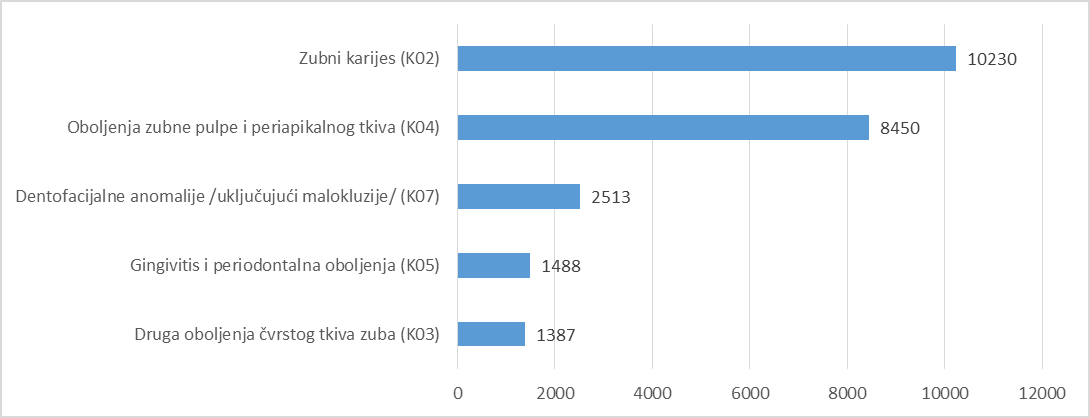 Zubni karijes (K02)
10230
Oboljenja zubne pulpe i periapikalnog tkiva (K04)
8450
Dentofacijalne anomalije /uključujući malokluzije/ (K07)
2513
Gingivitis i periodontalna oboljenja (K05)
1488
Druga oboljenja čvrstog tkiva zuba (K03)
1387
0 2000 4000 6000 8000 10000 12000